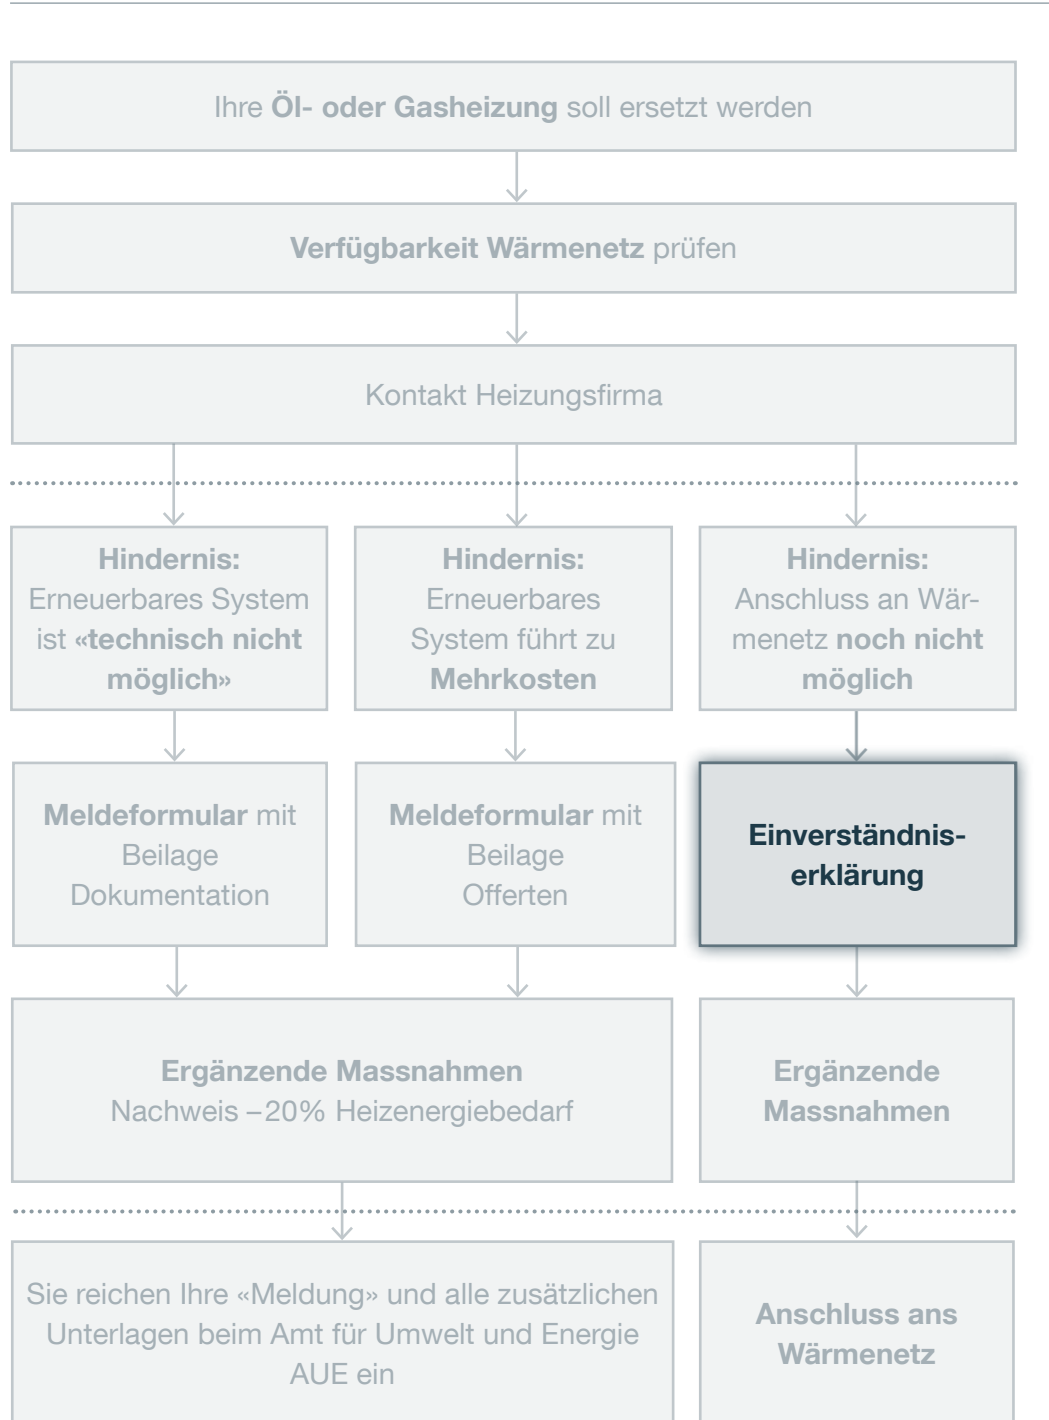 Ihre Öl- oder Gasheizung soll ersetzt werden
Verfügbarkeit Wärmenetz prüfen
Kontakt Heizungsfirma
Hindernis:
Erneuerbares System
ist «technisch nicht
möglich»
Hindernis:
Erneuerbares
System führt zu
Mehrkosten
Hindernis:
Anschluss an Wär-
menetz noch nicht
möglich
Meldeformular mit
Beilage
Dokumentation
Meldeformular mit
Beilage
Offerten
Einverständnis-
erklärung
Ergänzende Massnahmen
Nachweis –20% Heizenergiebedarf
Ergänzende
Massnahmen
Sie reichen Ihre «Meldung» und alle zusätzlichen
Unterlagen beim Amt für Umwelt und Energie
AUE ein
Anschluss ans
Wärmenetz